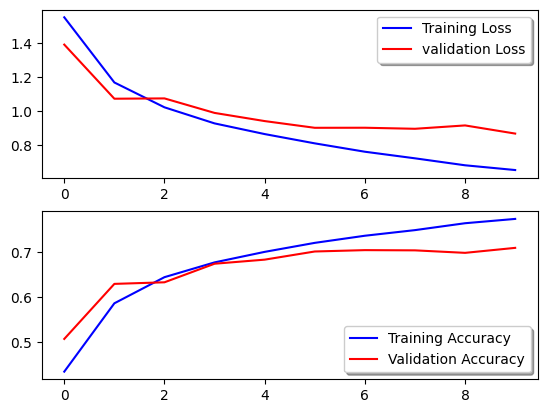 Training Loss
validation Loss
1.4
1.2
1.0
0.8
0 2 4 6 8
0.7
0.6
0.5
Training Accuracy
Validation Accuracy
0 2 4 6 8